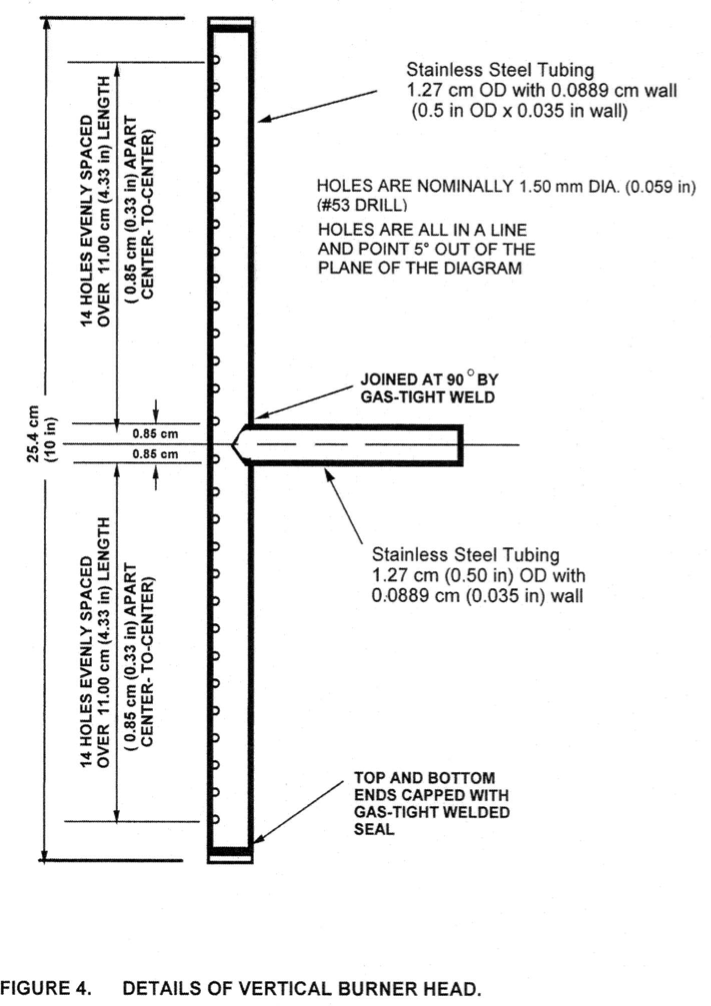 Stainless Steel Tubing
1.27 cm OD with 0.0889 cm wall
(0.5 in OD x 0.035 in wall)
HOLES ARE NOMINALLY 1.50 mm DIA. (0.059 in)
(#53 DRILL)
HOLES ARE ALL IN A LINE
AND POINT 5° OUT OF THE
PLANE OF THE DIAGRAM
14 HOLES EVENLY SPACED
OVER 11.00 cm (4.33 in) LENGTH
( 0.85 cm (0.33 in) APART
CENTER- TO-CENTER)
JOINED AT 90° BY
GAS-TIGHT WELD
25.4 cm
(10 in)
0.85 cm
0.85 cm
14 HOLES EVENLY SPACED
OVER 11.00 cm (4.33 in) LENGTH
( 0.85 cm (0.33 in) APART
CENTER- TO-CENTER)
Stainless Steel Tubing
1.27 cm (0.50 in) OD with
0.0889 cm (0.035 in) wall
TOP AND BOTTOM
ENDS CAPPED WITH
GAS-TIGHT WELDED
SEAL
FIGURE 4. DETAILS OF VERTICAL BURNER HEAD.